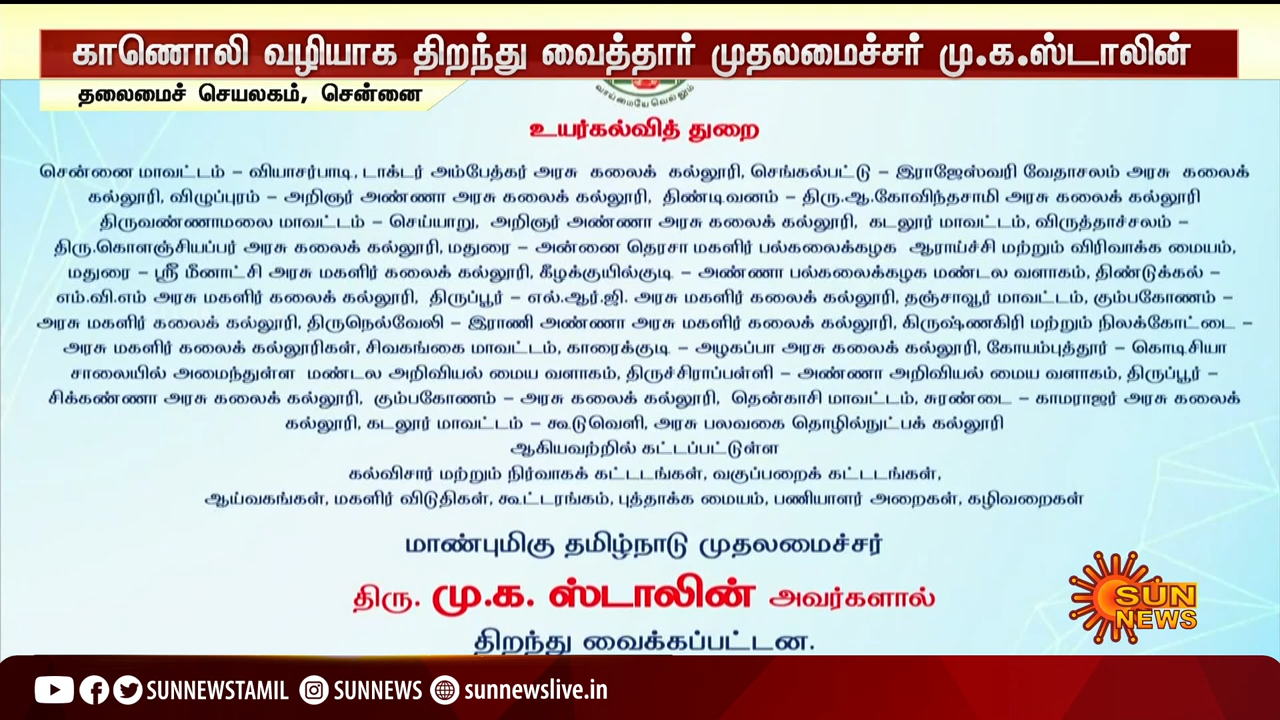 காணொலி வழியாக திறந்து வைத்தார் முதலமைச்சர் மு.க.ஸ்டாலின்
தலைமைச் செயலகம், சென்னை
வாய்மையே வெல்லும்
உயர்கல்வித் துறை
சென்னை மாவட்டம் – வியாசர்பாடி, டாக்டர் அம்பேத்கர் அரசு கலைக் கல்லூரி, செங்கல்பட்டு – இராஜேஸ்வரி வேதாசலம் அரசு கலைக்
கல்லூரி, விழுப்புரம் – அறிஞர் அண்ணா அரசு கலைக் கல்லூரி, திண்டிவனம் – திரு.ஆ.கோவிந்தசாமி அரசு கலைக் கல்லூரி
திருவண்ணாமலை மாவட்டம் – செய்யாறு, அறிஞர் அண்ணா அரசு கலைக் கல்லூரி, கடலூர் மாவட்டம், விருத்தாச்சலம் –
திரு.கொளஞ்சியப்பர் அரசு கலைக் கல்லூரி, மதுரை – அன்னை தெரசா மகளிர் பல்கலைக்கழக ஆராய்ச்சி மற்றும் விரிவாக்க மையம்,
மதுரை – ஸ்ரீ மீனாட்சி அரசு மகளிர் கலைக் கல்லூரி, கீழக்குயில்குடி – அண்ணா பல்கலைக்கழக மண்டல வளாகம், திண்டுக்கல் –
எம்.வி.எம் அரசு மகளிர் கலைக் கல்லூரி, திருப்பூர் – எல்.ஆர்.ஜி. அரசு மகளிர் கலைக் கல்லூரி, தஞ்சாவூர் மாவட்டம், கும்பகோணம் –
அரசு மகளிர் கலைக் கல்லூரி, திருநெல்வேலி – இராணி அண்ணா அரசு மகளிர் கலைக் கல்லூரி, கிருஷ்ணகிரி மற்றும் நிலக்கோட்டை –
அரசு மகளிர் கலைக் கல்லூரிகள், சிவகங்கை மாவட்டம், காரைக்குடி – அழகப்பா அரசு கலைக் கல்லூரி, கோயம்புத்தூர் – கொடிசியா
சாலையில் அமைந்துள்ள மண்டல அறிவியல் மைய வளாகம், திருச்சிராப்பள்ளி – அண்ணா அறிவியல் மைய வளாகம், திருப்பூர் –
சிக்கண்ணா அரசு கலைக் கல்லூரி, கும்பகோணம் – அரசு கலைக் கல்லூரி, தென்காசி மாவட்டம், சுரண்டை – காமராஜர் அரசு கலைக்
கல்லூரி, கடலூர் மாவட்டம் – கூடுவெளி, அரசு பலவகை தொழில்நுட்பக் கல்லூரி
ஆகியவற்றில் கட்டப்பட்டுள்ள
கல்விசார் மற்றும் நிர்வாகக் கட்டடங்கள், வகுப்பறைக் கட்டடங்கள்,
ஆய்வகங்கள், மகளிர் விடுதிகள், கூட்டரங்கம், புத்தாக்க மையம், பணியாளர் அறைகள், கழிவறைகள்
மாண்புமிகு தமிழ்நாடு முதலமைச்சர்
திரு. மு.க. ஸ்டாலின் அவர்களால்
திறந்து வைக்கப்பட்டன.
SUN
NEWS
SUNNEWSTAMIL SUNNEWS sunnewslive.in